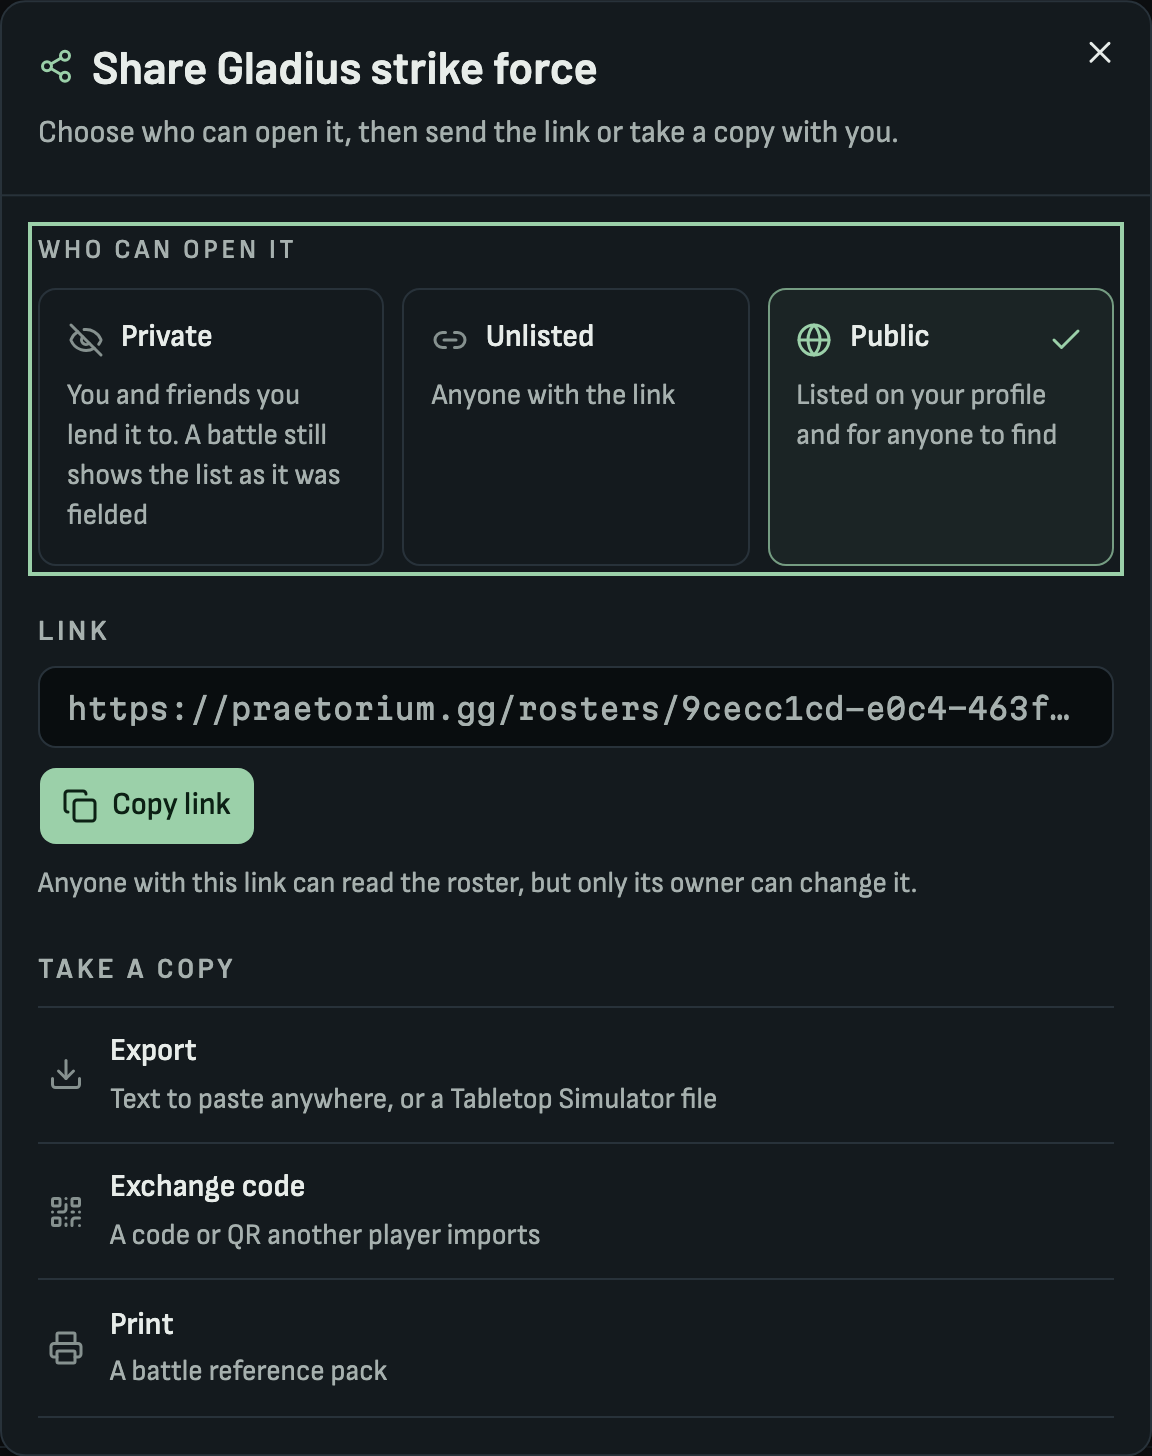 Share Gladius strike force
Choose who can open it, then send the link or take a copy with you.
WHO CAN OPEN IT
Private
You and friends you
lend it to. A battle still
shows the list as it was
fielded
Unlisted
Anyone with the link
Public
Listed on your profile
and for anyone to find
LINK
https://praetorium.gg/rosters/9cecc1cd-e0c4-463f…
Copy link
Anyone with this link can read the roster, but only its owner can change it.
TAKE A COPY
Export
Text to paste anywhere, or a Tabletop Simulator file
Exchange code
A code or QR another player imports
Print
A battle reference pack